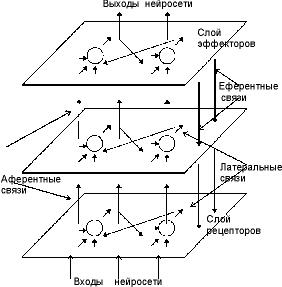 Выходы нейросети
Слой
эффекторов
Еферентные
связи
Аферентные
связи
Латеральные
связи
Слой
рецепторов
Входы нейросети